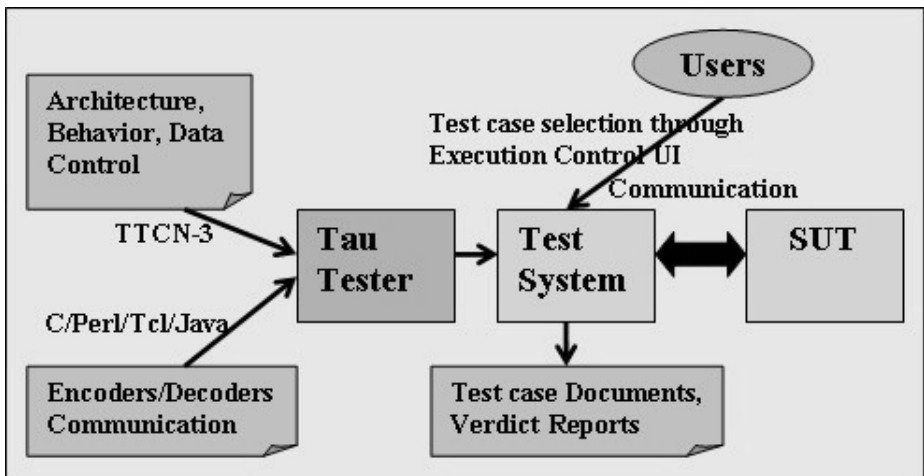 Users
Architecture,
Behavior, Data
Control
Test case selection through
Execution Control UI
Communication
TTCN-3
Tau
Tester
Test
System
SUT
C/Perl/Tcl/Java
Encoders/Decoders
Communication
Test case Documents,
Verdict Reports